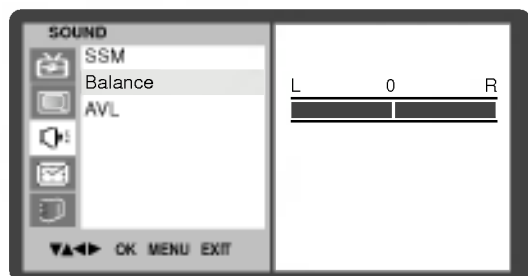 SOUND
SSM
Balance
AVL
▼▲◀▶ OK MENU EXIT
L 0 R